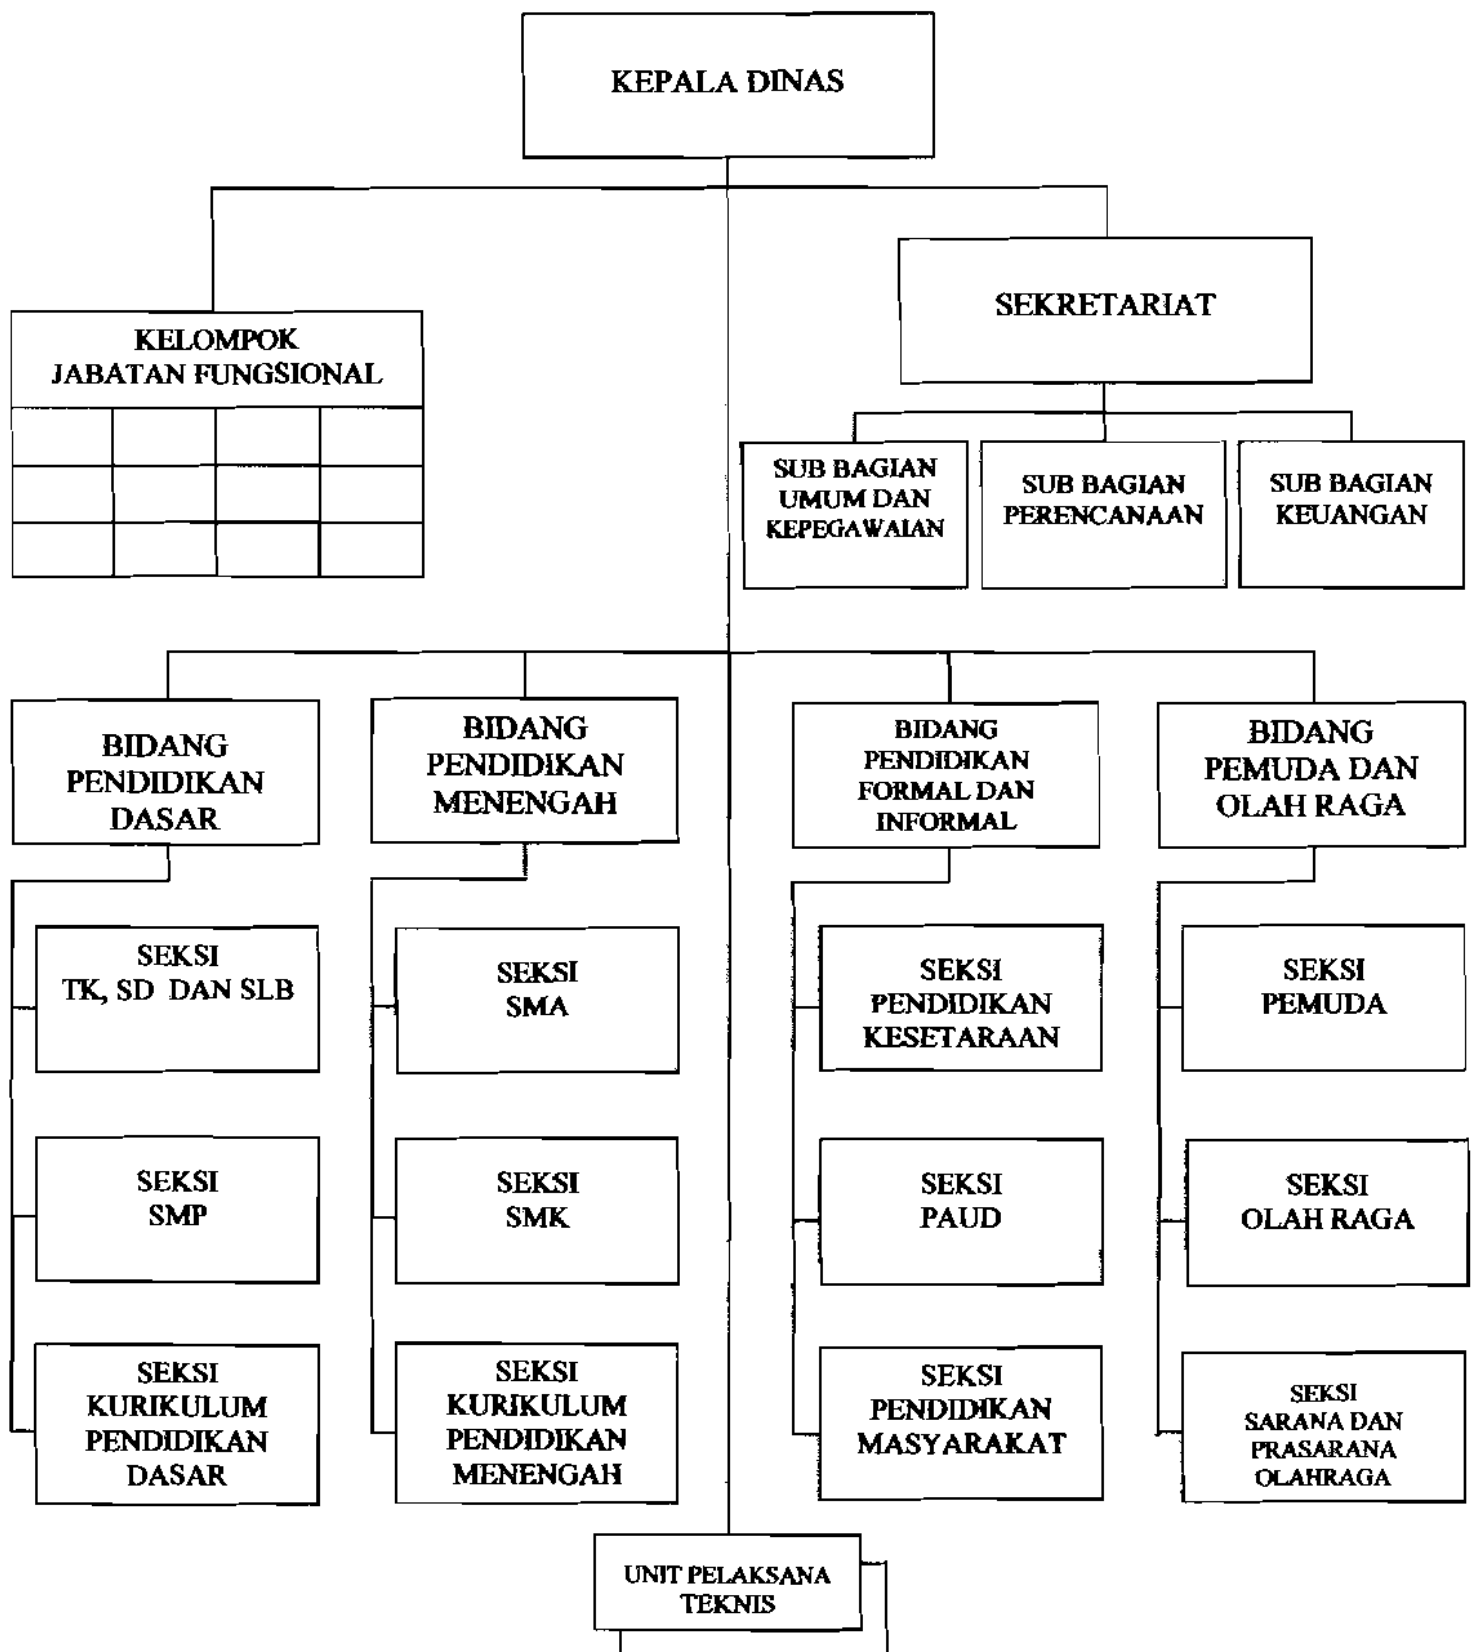 KEPALA DINAS
SEKRETARIAT
KELOMPOK
JABATAN FUNGSIONAL
SUB BAGIAN
UMUM DAN
KEPEGAWAIAN
SUB BAGIAN
PERENCANAAN
SUB BAGIAN
KEUANGAN
BIDANG
PENDIDIKAN
DASAR
BIDANG
PENDIDIKAN
MENENGAH
BIDANG
PENDIDIKAN
FORMAL DAN
INFORMAL
BIDANG
PEMUDA DAN
OLAH RAGA
SEKSI
TK, SD DAN SLB
SEKSI
SMA
SEKSI
PENDIDIKAN
KESETARAAN
SEKSI
PEMUDA
SEKSI
SMP
SEKSI
SMK
SEKSI
PAUD
SEKSI
OLAH RAGA
SEKSI
KURIKULUM
PENDIDIKAN
DASAR
SEKSI
KURIKULUM
PENDIDIKAN
MENENGAH
SEKSI
PENDIDIKAN
MASYARAKAT
SEKSI
SARANA DAN
PRASARANA
OLAHRAGA
UNIT PELAKSANA
TEKNIS